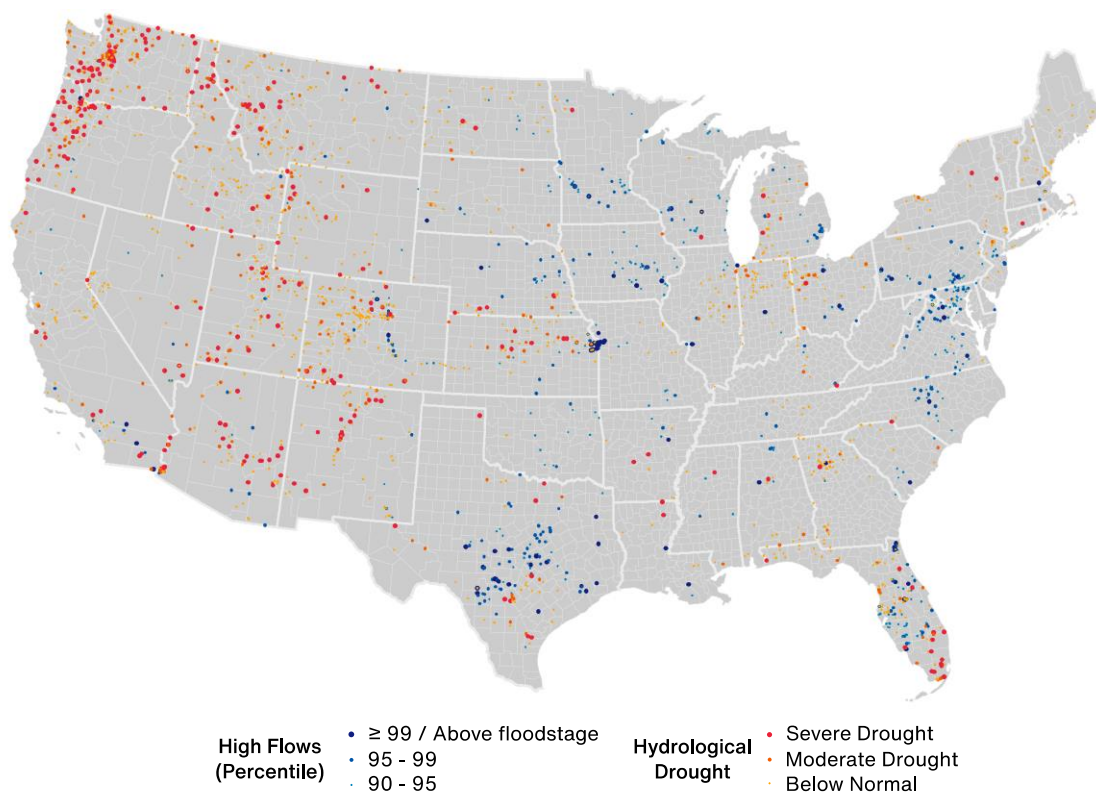 High Flows
(Percentile)
≥ 99 / Above floodstage
95 - 99
90 - 95
Hydrological
Drought
Severe Drought
Moderate Drought
Below Normal